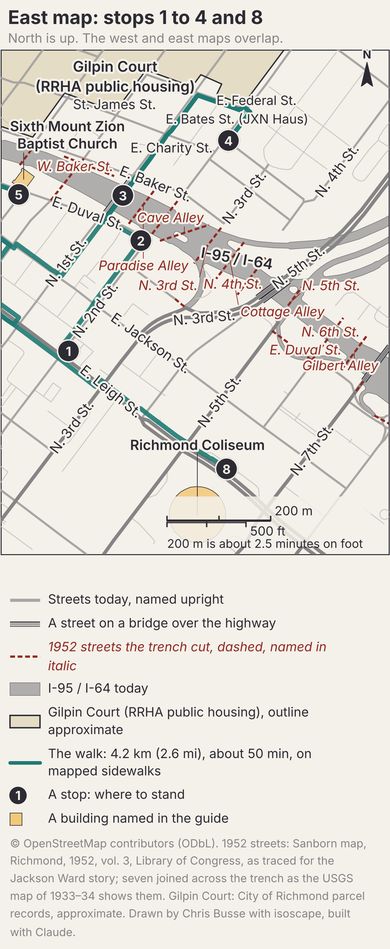 East map: stops 1 to 4 and 8
North is up. The west and east maps overlap.
N
Gilpin Court
(RRHA public housing)
St. James St.
E. Federal St.
E. Bates St. (JXN Haus)
Sixth Mount Zion
Baptist Church
4
E. Charity St.
W. Baker St.
E. Baker St.
N. 4th St.
5
3
N. 3rd St.
E. Duval St.
Cave Alley
2
I-95 / I-64
N. 1st St.
Paradise Alley
N. 5th St.
N. 3rd St.
N. 4th St.
N. 5th St.
N. 2nd St.
Cottage Alley
N. 3rd St.
N. 6th St.
E. Jackson St.
E. Duval St.
1
Gilbert Alley
E. Leigh St.
N. 5th St.
N. 3rd St.
Richmond Coliseum
N. 7th St.
8
200 m
500 ft
200 m is about 2.5 minutes on foot
Streets today, named upright
A street on a bridge over the highway
1952 streets the trench cut, dashed, named in
italic
I-95 / I-64 today
Gilpin Court (RRHA public housing), outline
approximate
The walk: 4.2 km (2.6 mi), about 50 min, on
mapped sidewalks
1
A stop: where to stand
A building named in the guide
© OpenStreetMap contributors (ODbL). 1952 streets: Sanborn map,
Richmond, 1952, vol. 3, Library of Congress, as traced for the
Jackson Ward story; seven joined across the trench as the USGS
map of 1933–34 shows them. Gilpin Court: City of Richmond parcel
records, approximate. Drawn by Chris Busse with isoscape, built
with Claude.